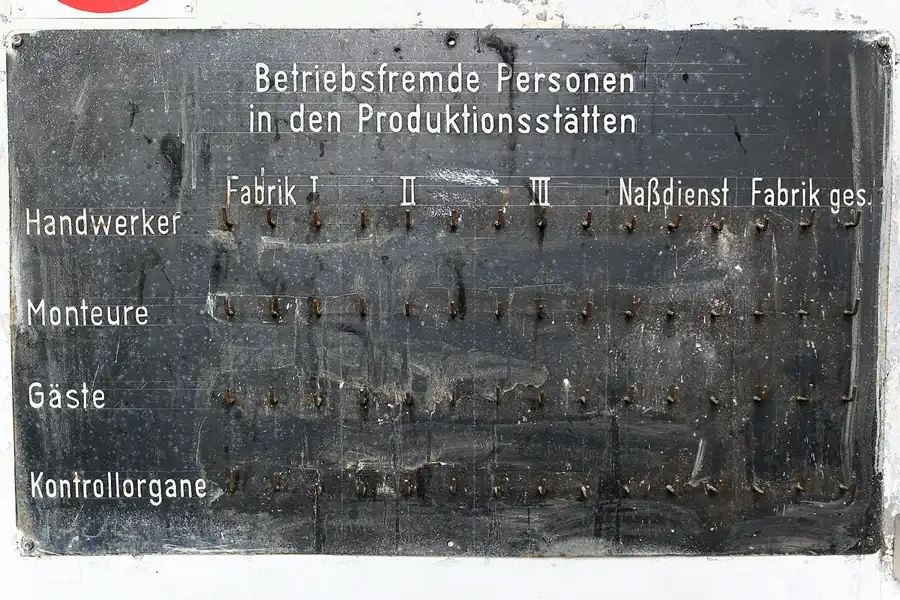 Betriebsfremde Personen
in den Produktionsstätten
Fabrik I II III Naßdienst Fabrik ges.
Handwerker
Monteure
Gäste
Kontrollorgane